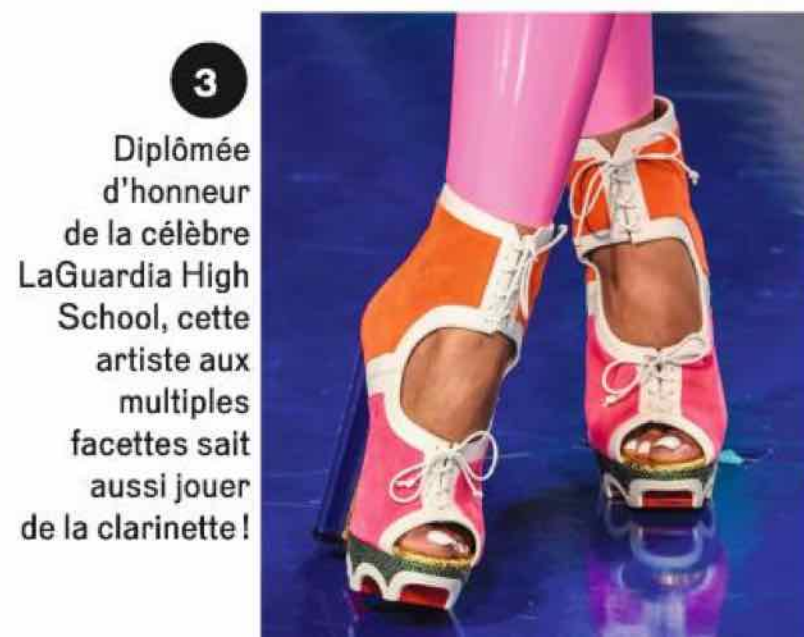 3
Diplômée
d'honneur
de la célèbre
LaGuardia High
School, cette
artiste aux
multiples
facettes sait
aussi jouer
de la clarinette !